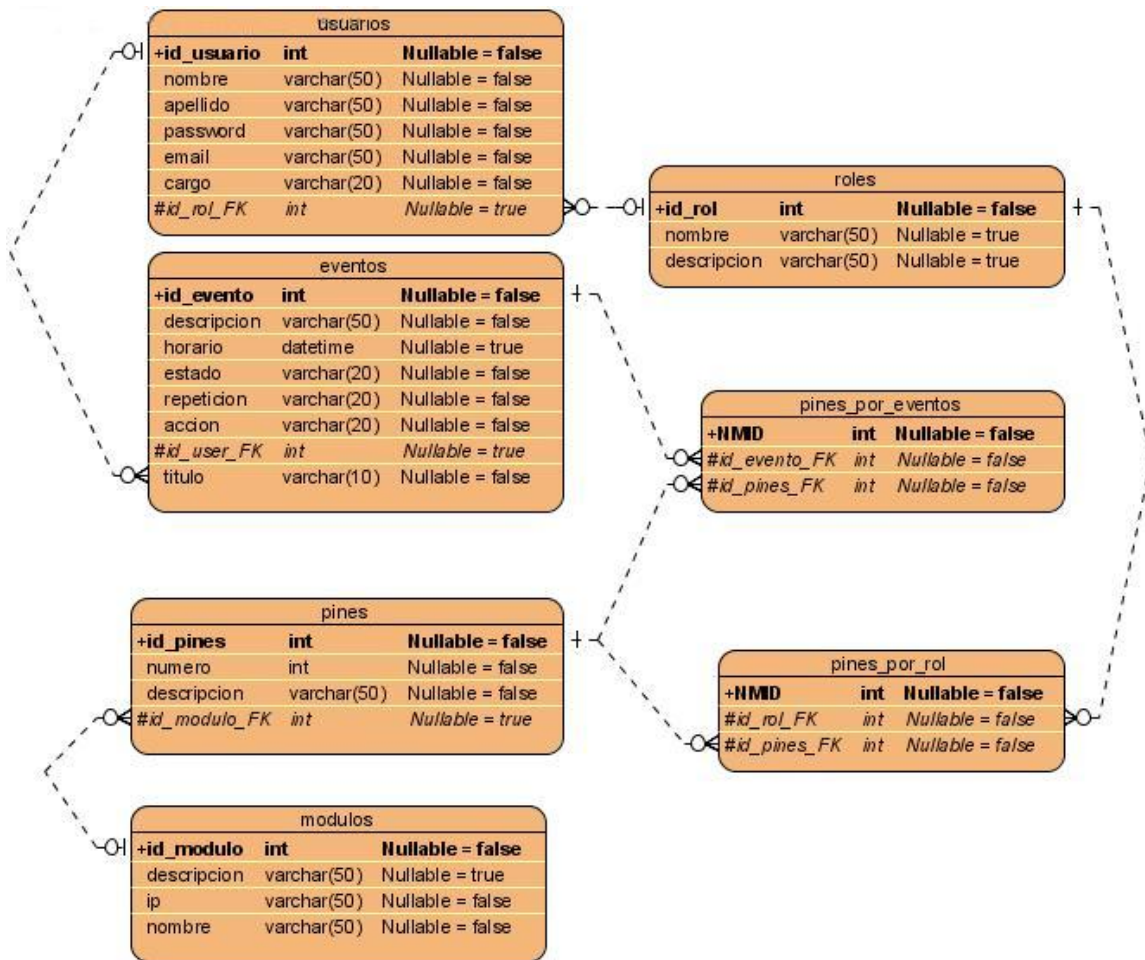 usuarios
+id_usuario int Nullable = false
nombre varchar(50) Nullable = false
apellido varchar(50) Nullable = false
password varchar(50) Nullable = false
email varchar(50) Nullable = false
cargo varchar(20) Nullable = false
#id_rol_FK int Nullable = true
roles
+id_rol int Nullable = false
nombre varchar(50) Nullable = true
descripcion varchar(50) Nullable = true
eventos
+id_evento int Nullable = false
descripcion varchar(50) Nullable = false
horario datetime Nullable = true
estado varchar(20) Nullable = false
repeticion varchar(20) Nullable = false
accion varchar(20) Nullable = false
#id_user_FK int Nullable = true
titulo varchar(10) Nullable = false
pines_por_eventos
+NMID int Nullable = false
#id_evento_FK int Nullable = false
#id_pines_FK int Nullable = false
pines
+id_pines int Nullable = false
numero int Nullable = false
descripcion varchar(50) Nullable = false
#id_modulo_FK int Nullable = true
pines_por_rol
+NMID int Nullable = false
#id_rol_FK int Nullable = false
#id_pines_FK int Nullable = false
modulos
+id_modulo int Nullable = false
descripcion varchar(50) Nullable = true
ip varchar(50) Nullable = false
nombre varchar(50) Nullable = false